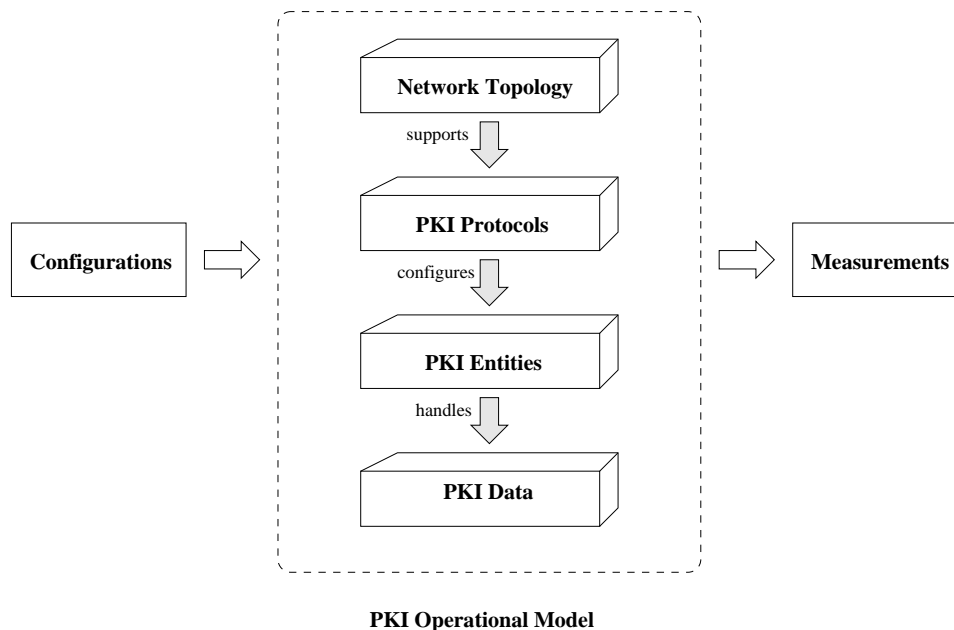 Network Topology
supports
PKI Protocols
Configurations
Measurements
configures
PKI Entities
handles
PKI Data
PKI Operational Model